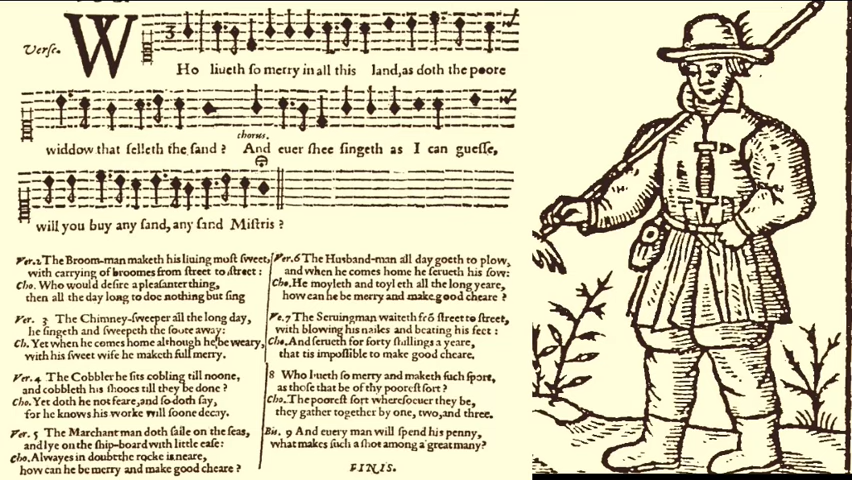 Verse.
WHo liueth so merry in all this land, as doth the poore
widdow that selleth the sand ? And euer shee singeth as I can guesse,
chorus.
will you buy any sand, any sand Mistris ?
Ver.2 The Broom-man maketh his liuing most sweet,
with carrying of broomes from street to street :
Cho. Who would desire a pleasanter thing,
then all the day long to doe nothing but sing
Ver. 3 The Chimney-sweeper all the long day,
he singeth and sweepeth the soote away:
Ch. Yet when he comes home although he be weary,
with his sweet wife he maketh full merry.
Ver. 4 The Cobbler he sits cobling till noone,
and cobbleth his shooes till they be done ?
Cho. Yet doth he not feare, and so doth say,
for he knows his worke will soone decay.
Ver. 5 The Marchant man doth saile on the seas,
and lye on the ship-board with little ease:
Cho. Alwayes in doubt the rocke is neare,
how can he be merry and make good cheare ?
Ver.6 The Husband-man all day goeth to plow,
and when he comes home he serueth his sow:
Cho. He moyleth and toyleth all the long yeare,
how can he be merry and make good cheare ?
Ve.7 The Seruingman waiteth frō street to street,
with blowing his nailes and beating his feet :
Cho. And serueth for forty shillings a yeare,
that tis impossible to make good cheare.
8 Who liueth so merry and maketh such sport,
as those that be of thy poorest sort ?
Cho. The poorest sort wheresoeuer they be,
they gather together by one, two, and three.
Bis. 9 And euery man will spend his penny,
what makes such a shot among a great many?
FINIS.